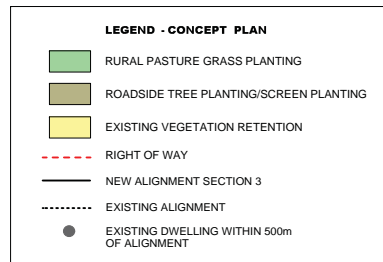 LEGEND - CONCEPT PLAN
RURAL PASTURE GRASS PLANTING
ROADSIDE TREE PLANTING/SCREEN PLANTING
EXISTING VEGETATION RETENTION
RIGHT OF WAY
NEW ALIGNMENT SECTION 3
EXISTING ALIGNMENT
EXISTING DWELLING WITHIN 500m
OF ALIGNMENT